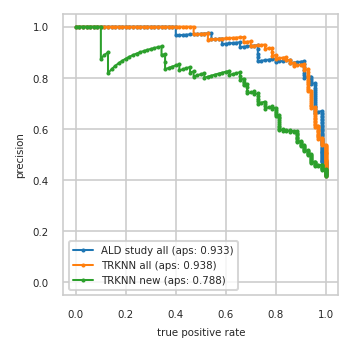 1.0
0.8
0.6
0.4
0.2
0.0
precision
ALD study all (aps: 0.933)
TRKNN all (aps: 0.938)
TRKNN new (aps: 0.788)
0.0 0.2 0.4 0.6 0.8 1.0
true positive rate